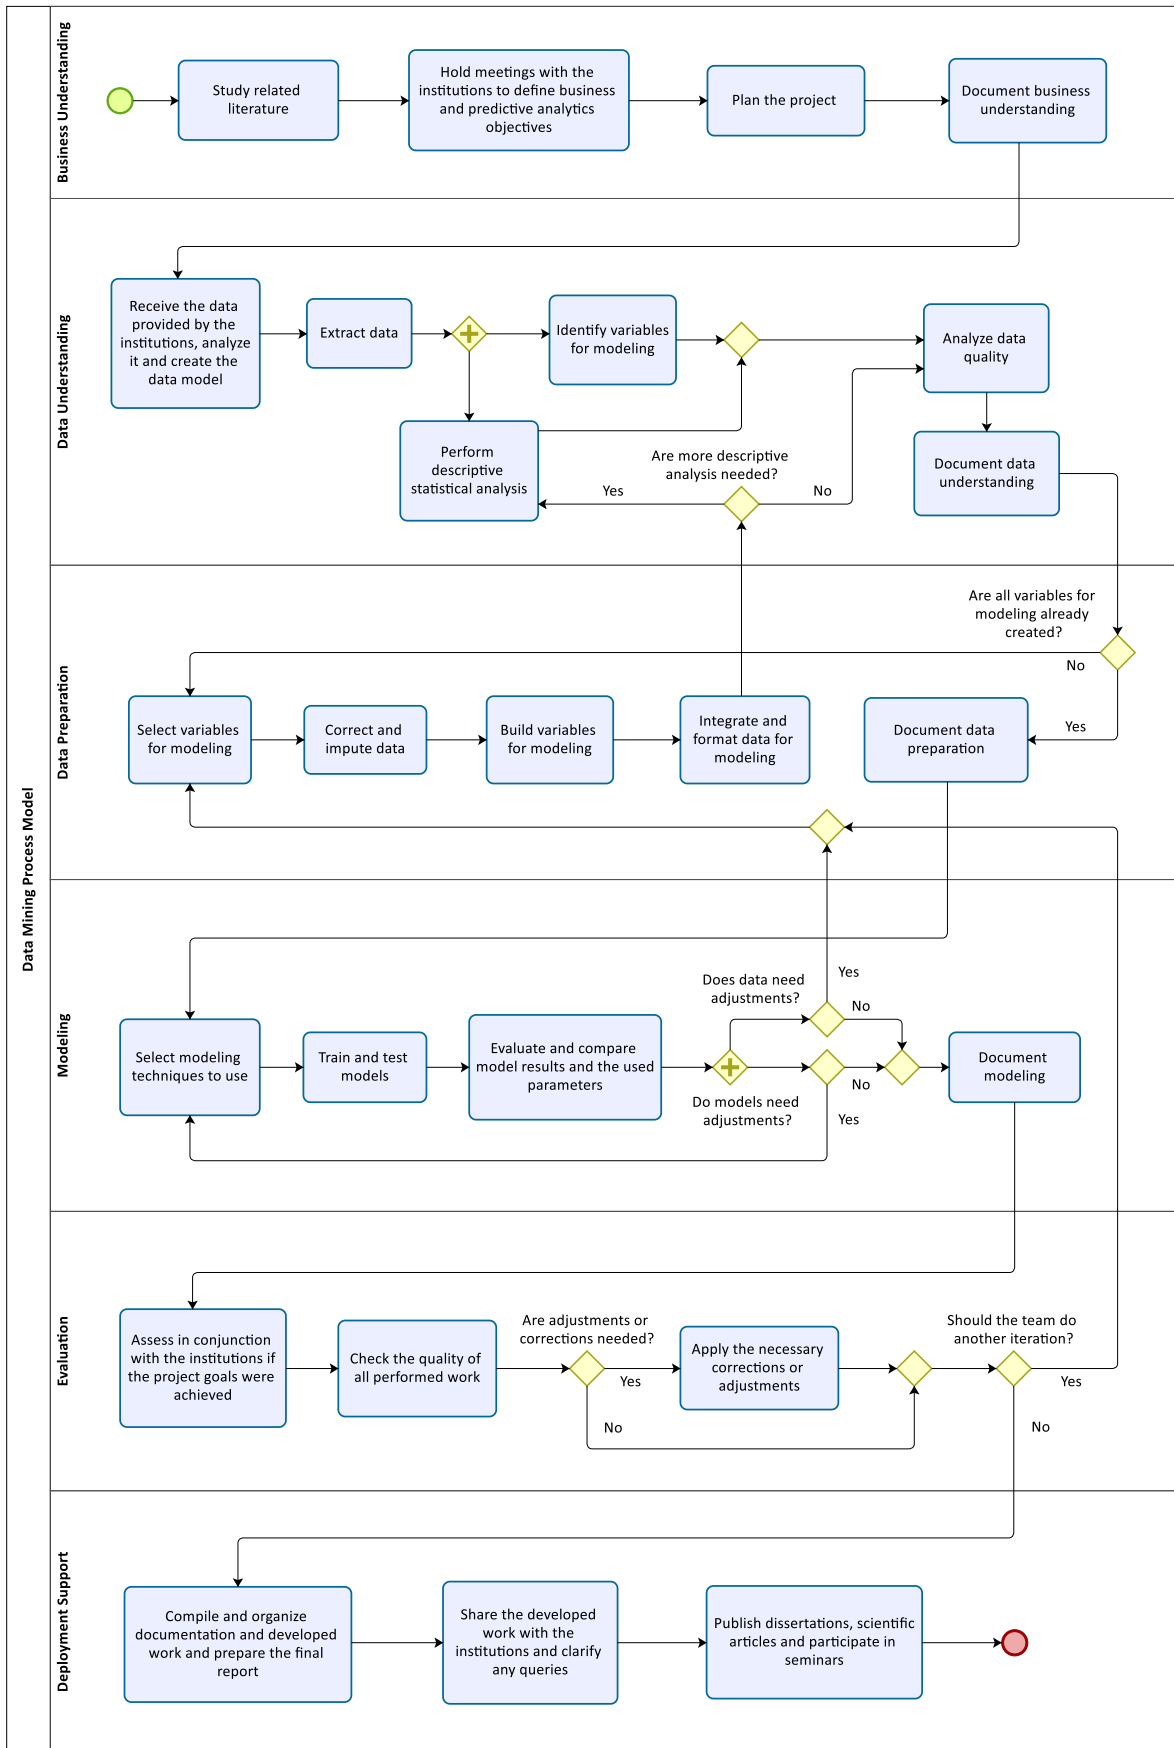 Data Mining Process Model
Business Understanding
Study related
literature
Hold meetings with the
institutions to define business
and predictive analytics
objectives
Plan the project
Document business
understanding
Data Understanding
Receive the data
provided by the
institutions, analyze
it and create the
data model
Extract data
Identify variables
for modeling
Analyze data
quality
Perform
descriptive
statistical analysis
Are more descriptive
analysis needed?
Yes
No
Document data
understanding
Data Preparation
Are all variables for
modeling already
created?
No
Yes
Select variables
for modeling
Correct and
impute data
Build variables
for modeling
Integrate and
format data for
modeling
Document data
preparation
Modeling
Does data need
adjustments?
Yes
No
Select modeling
techniques to use
Train and test
models
Evaluate and compare
model results and the used
parameters
Do models need
adjustments?
No
Yes
Document
modeling
Evaluation
Assess in conjunction
with the institutions if
the project goals were
achieved
Check the quality of
all performed work
Are adjustments or
corrections needed?
Yes
No
Apply the necessary
corrections or
adjustments
Should the team do
another iteration?
Yes
No
Deployment Support
Compile and organize
documentation and developed
work and prepare the final
report
Share the developed
work with the
institutions and clarify
any queries
Publish dissertations, scientific
articles and participate in
seminars